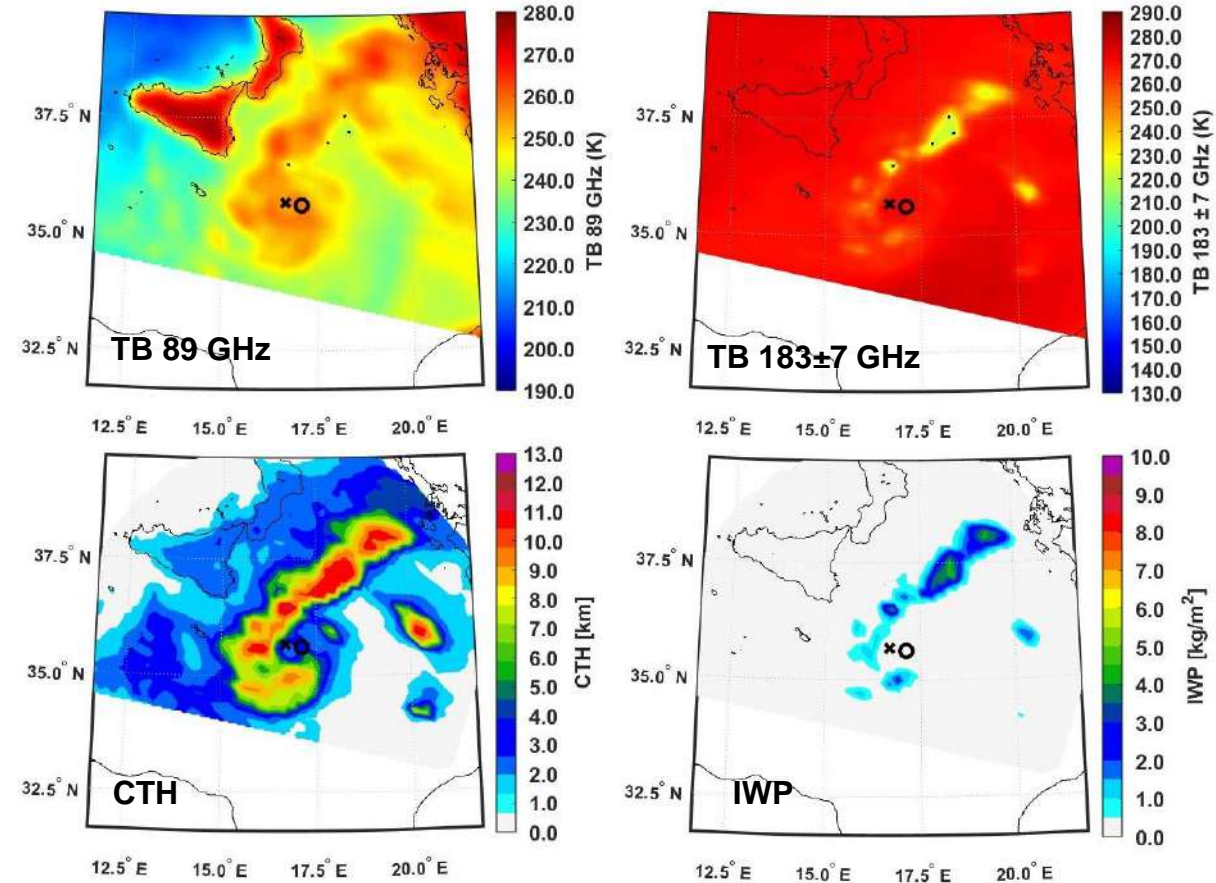 280.0
270.0
260.0
250.0
240.0
230.0
220.0
210.0
200.0
190.0
TB 89 GHz (K)
37.5° N
35.0° N
32.5° N
TB 89 GHz
12.5° E 15.0° E 17.5° E 20.0° E
290.0
280.0
270.0
260.0
250.0
240.0
230.0
220.0
210.0
200.0
190.0
180.0
170.0
160.0
150.0
140.0
130.0
TB 183 ± 7 GHz (K)
37.5° N
35.0° N
32.5° N
TB 183±7 GHz
12.5° E 15.0° E 17.5° E 20.0° E
13.0
12.0
11.0
10.0
9.0
8.0
7.0
6.0
5.0
4.0
3.0
2.0
1.0
0.0
CTH [km]
37.5° N
35.0° N
32.5° N
CTH
12.5° E 15.0° E 17.5° E 20.0° E
10.0
9.0
8.0
7.0
6.0
5.0
4.0
3.0
2.0
1.0
0.0
IWP [kg/m²]
37.5° N
35.0° N
32.5° N
IWP
12.5° E 15.0° E 17.5° E 20.0° E